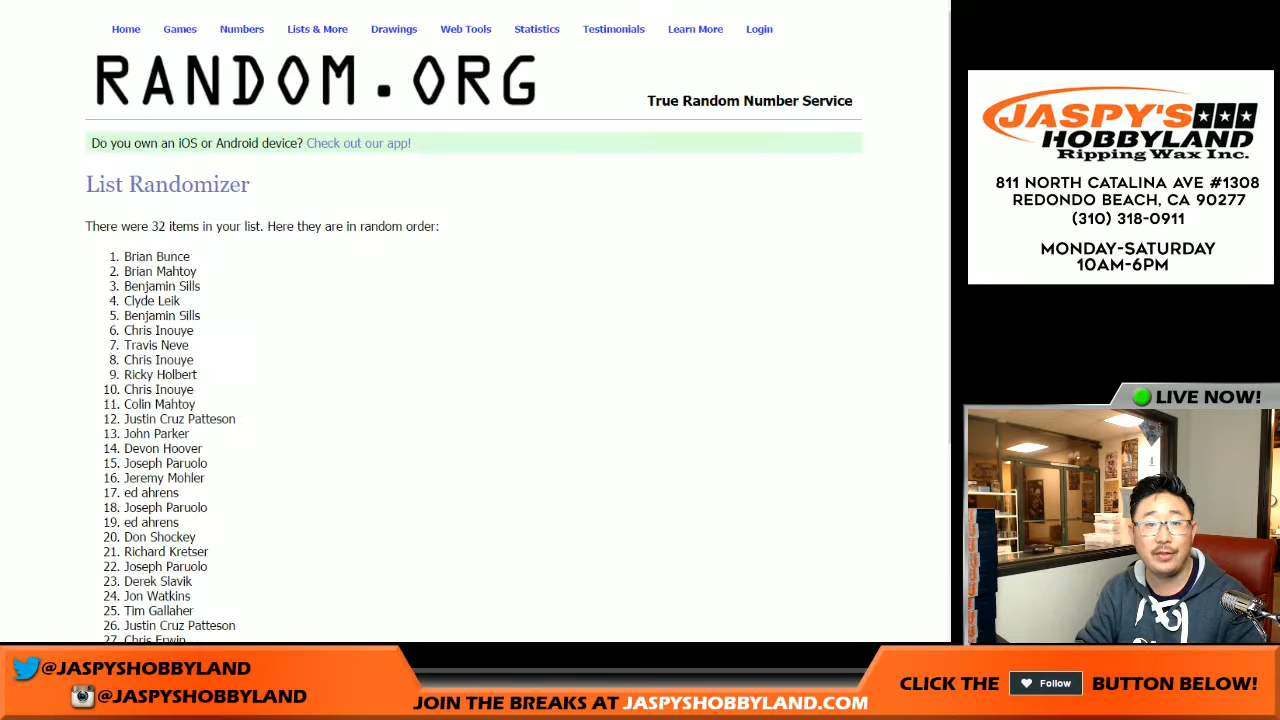 Home Games Numbers Lists & More Drawings Web Tools Statistics Testimonials Learn More Login
RANDOM.ORG
True Random Number Service
Do you own an iOS or Android device? Check out our app!
List Randomizer
There were 32 items in your list. Here they are in random order:
1. Brian Bunce
2. Brian Mahtoy
3. Benjamin Sills
4. Clyde Leik
5. Benjamin Sills
6. Chris Inouye
7. Travis Neve
8. Chris Inouye
9. Ricky Holbert
10. Chris Inouye
11. Colin Mahtoy
12. Justin Cruz Patteson
13. John Parker
14. Devon Hoover
15. Joseph Paruolo
16. Jeremy Mohler
17. ed ahrens
18. Joseph Paruolo
19. ed ahrens
20. Don Shockey
21. Richard Kretser
22. Joseph Paruolo
23. Derek Slavik
24. Jon Watkins
25. Tim Gallaher
26. Justin Cruz Patteson
27. Chris Erwin
JASPY'S
HOBBYLAND
Ripping Wax Inc.
811 NORTH CATALINA AVE #1308
REDONDO BEACH, CA 90277
(310) 318-0911
MONDAY-SATURDAY
10AM-6PM
LIVE NOW!
@JASPYSHOBBYLAND
@JASPYSHOBBYLAND
JOIN THE BREAKS AT JASPYSHOBBYLAND.COM
CLICK THE Follow BUTTON BELOW!